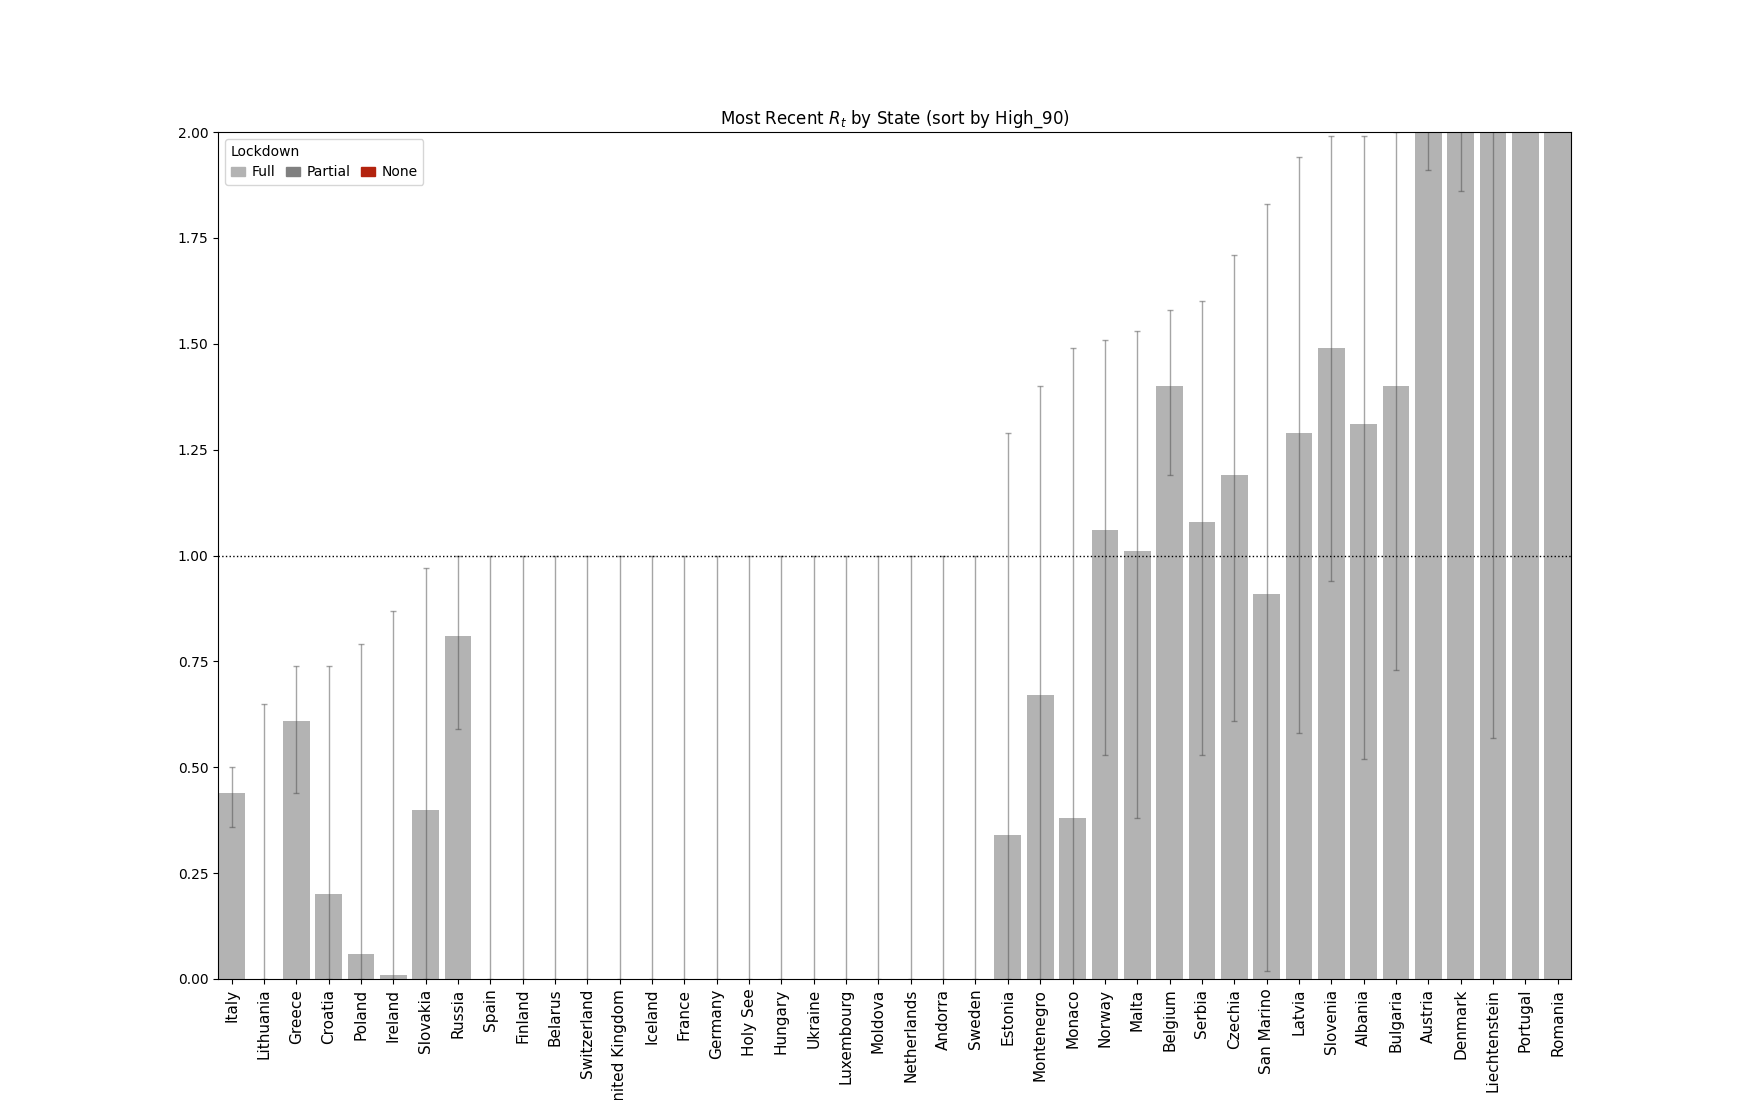 Most Recent R_t by State (sort by High_90)
Lockdown
Full Partial None
2.00
1.75
1.50
1.25
1.00
0.75
0.50
0.25
0.00
Italy
Lithuania
Greece
Croatia
Poland
Ireland
Slovakia
Russia
Spain
Finland
Belarus
Switzerland
nited Kingdom
Iceland
France
Germany
Holy See
Hungary
Ukraine
Luxembourg
Moldova
Netherlands
Andorra
Sweden
Estonia
Montenegro
Monaco
Norway
Malta
Belgium
Serbia
Czechia
San Marino
Latvia
Slovenia
Albania
Bulgaria
Austria
Denmark
Liechtenstein
Portugal
Romania